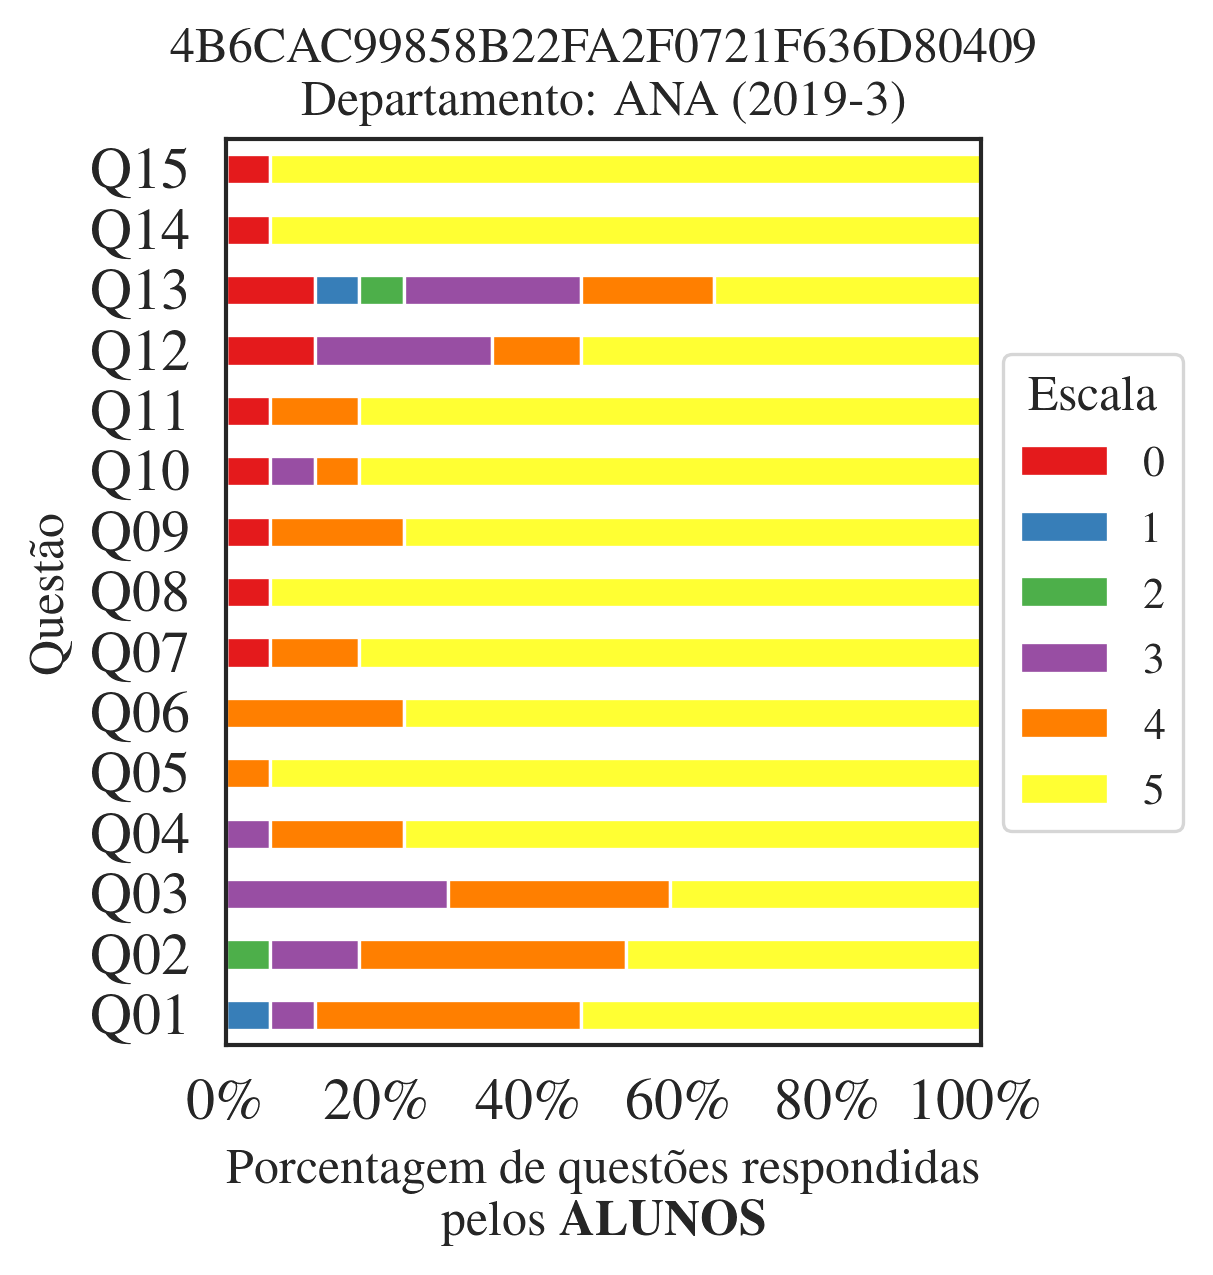 4B6CAC99858B22FA2F0721F636D80409
Departamento: ANA (2019-3)
Questão
Q15
Q14
Q13
Q12
Q11
Q10
Q09
Q08
Q07
Q06
Q05
Q04
Q03
Q02
Q01
0% 20% 40% 60% 80% 100%
Porcentagem de questões respondidas
pelos ALUNOS
Escala
0
1
2
3
4
5